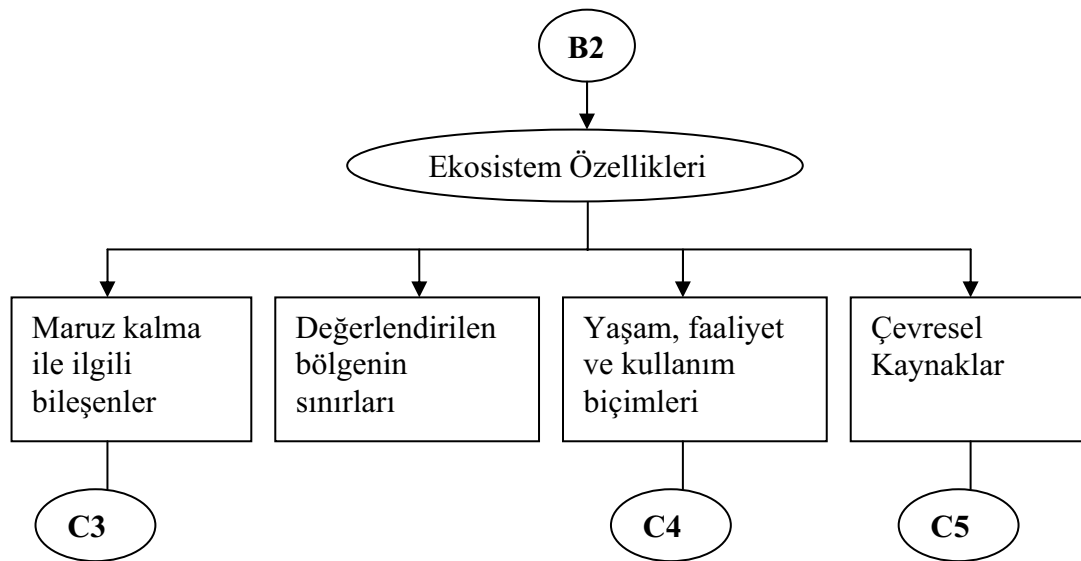 B2
Ekosistem Özellikleri
Maruz kalma
ile ilgili
bileşenler
Değerlendirilen
bölgenin
sınırları
Yaşam, faaliyet
ve kullanım
biçimleri
Çevresel
Kaynaklar
C3
C4
C5